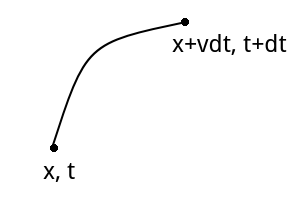 x+vdt, t+dt
x, t